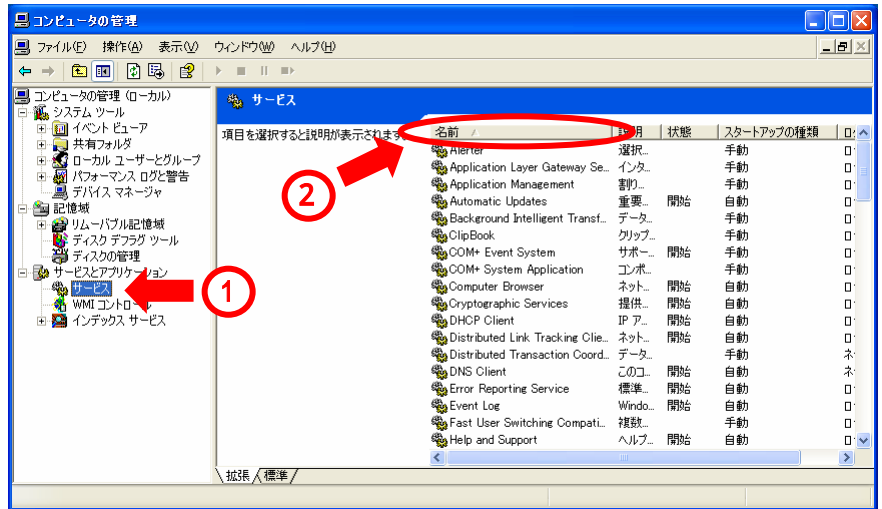 コンピュータの管理
ファイル(F) 操作(A) 表示(V) ウィンドウ(W) ヘルプ(H)
コンピュータの管理 (ローカル)
システム ツール
イベント ビューア
共有フォルダ
ローカル ユーザーとグループ
パフォーマンス ログと警告
デバイス マネージャ
記憶域
リムーバブル記憶域
ディスク デフラグ ツール
ディスクの管理
サービスとアプリケーション
サービス
WMI コントロール
インデックス サービス
1
サービス
項目を選択すると説明が表示されます
2
名前 説明 状態 スタートアップの種類
Alerter 選択... 手動 ロ
Application Layer Gateway Se... インタ... 手動 ロ
Application Management 割り... 手動 ロ
Automatic Updates 重要... 開始 自動 ロ
Background Intelligent Transf... データ... 手動 ロ
ClipBook クリップ... 手動 ロ
COM+ Event System サポー... 開始 手動 ロ
COM+ System Application コンポ... 手動 ロ
Computer Browser ネット... 開始 自動 ロ
Cryptographic Services 提供... 開始 自動 ロ
DHCP Client IP ア... 開始 自動 ロ
Distributed Link Tracking Clie... ネット... 開始 自動 ロ
Distributed Transaction Coord... データ... 手動 ネ
DNS Client このコ... 開始 自動 ネ
Error Reporting Service 標準... 開始 自動 ロ
Event Log Windo... 開始 自動 ロ
Fast User Switching Compati... 複数... 手動 ロ
Help and Support ヘルプ... 開始 自動 ロ
拡張 標準